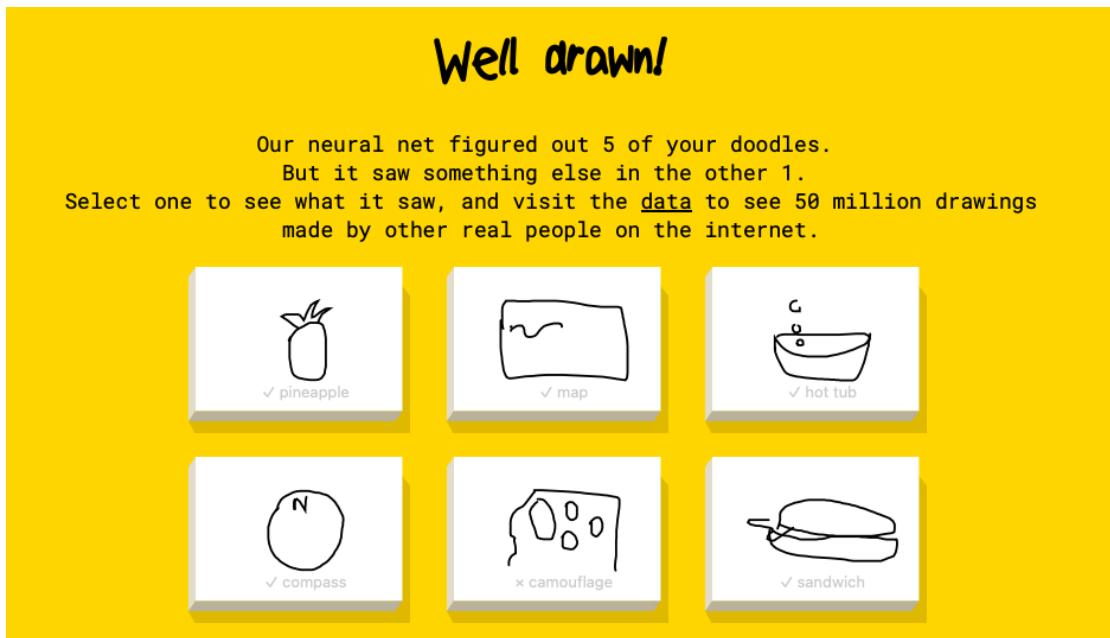 Well drawn!
Our neural net figured out 5 of your doodles.
But it saw something else in the other 1.
Select one to see what it saw, and visit the data to see 50 million drawings
made by other real people on the internet.
✓ pineapple
✓ map
✓ hot tub
N
✓ compass
× camouflage
✓ sandwich